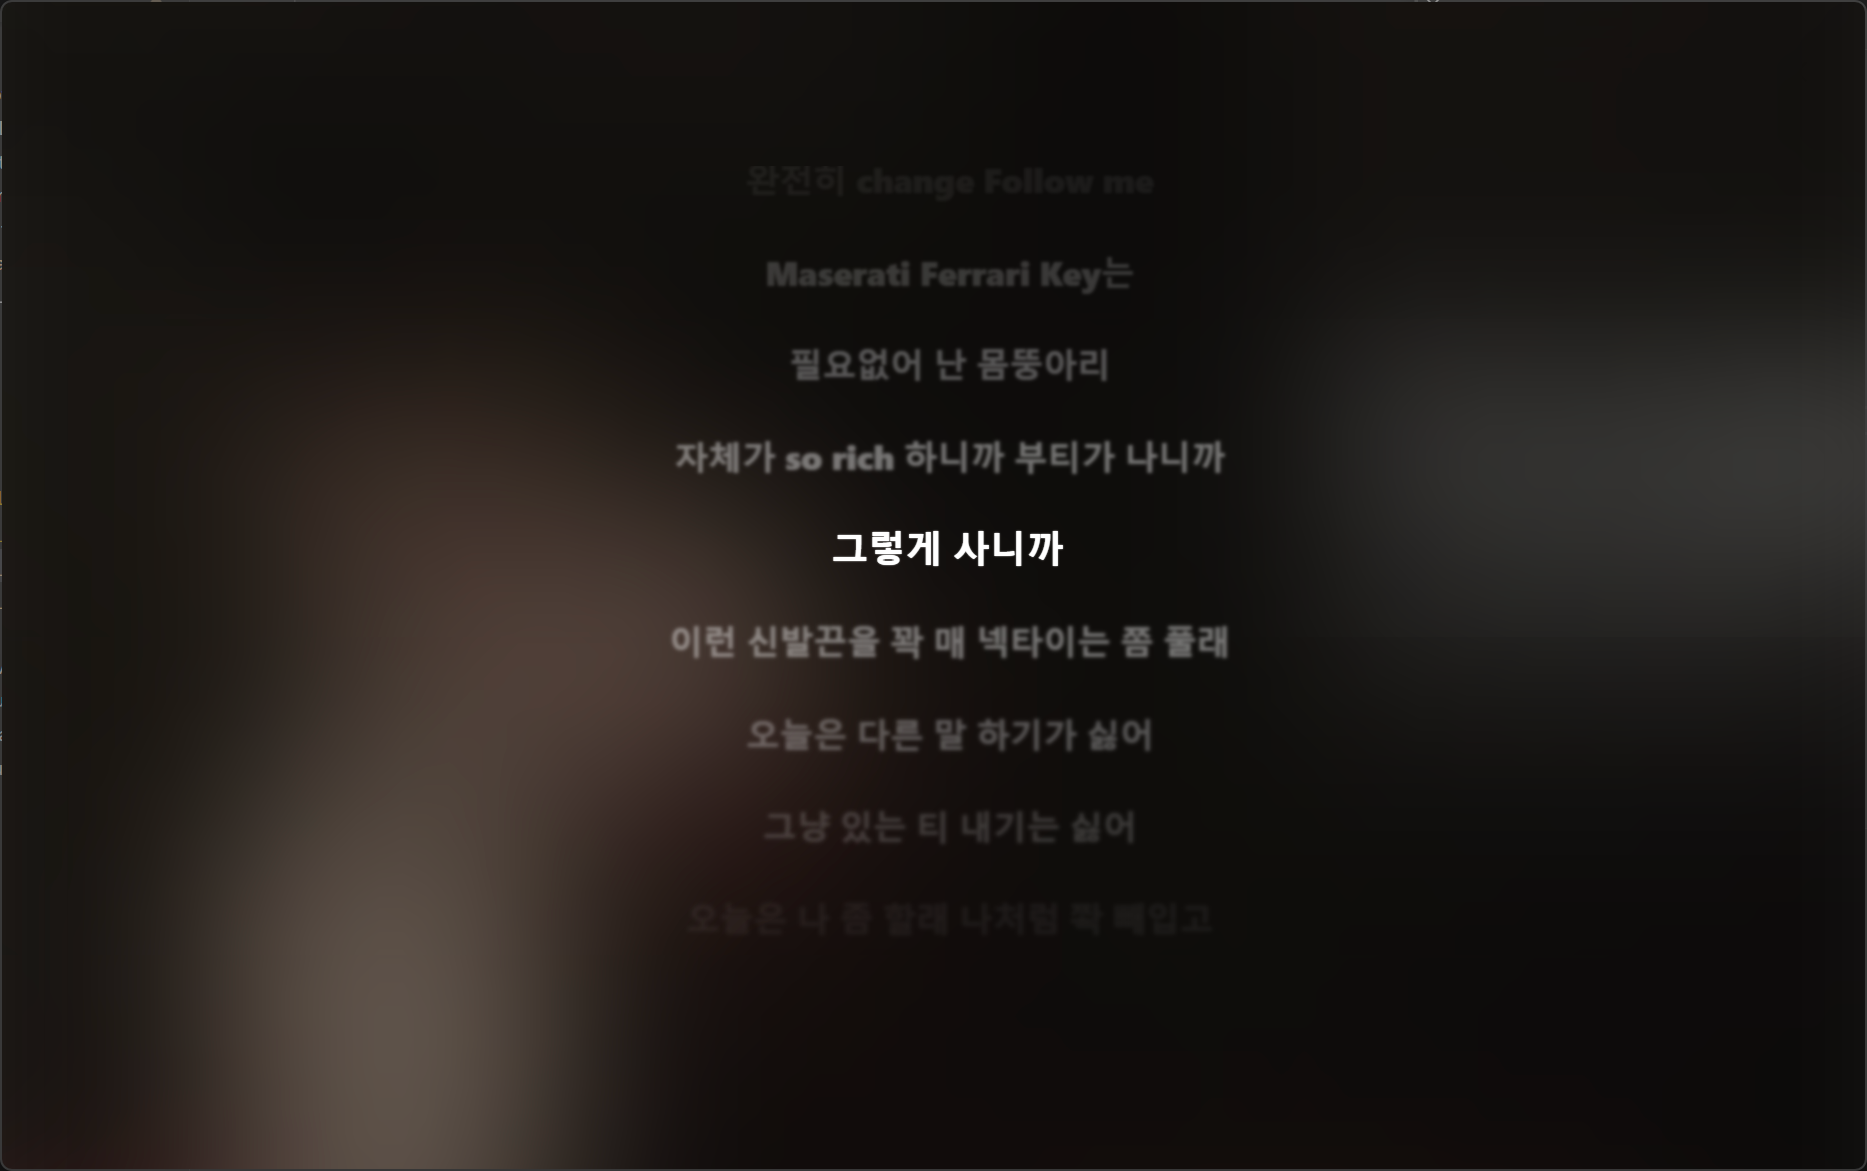 완전히 change Follow me
Maserati Ferrari Key는
필요없어 난 몸뚱아리
자체가 so rich 하니까 부티가 나니까
그렇게 사니까
이런 신발끈을 꽉 매 넥타이는 쫌 풀래
오늘은 다른 말 하기가 싫어
그냥 있는 티 내기는 싫어
오늘은 나 좀 할래 나처럼 쫙 빼입고